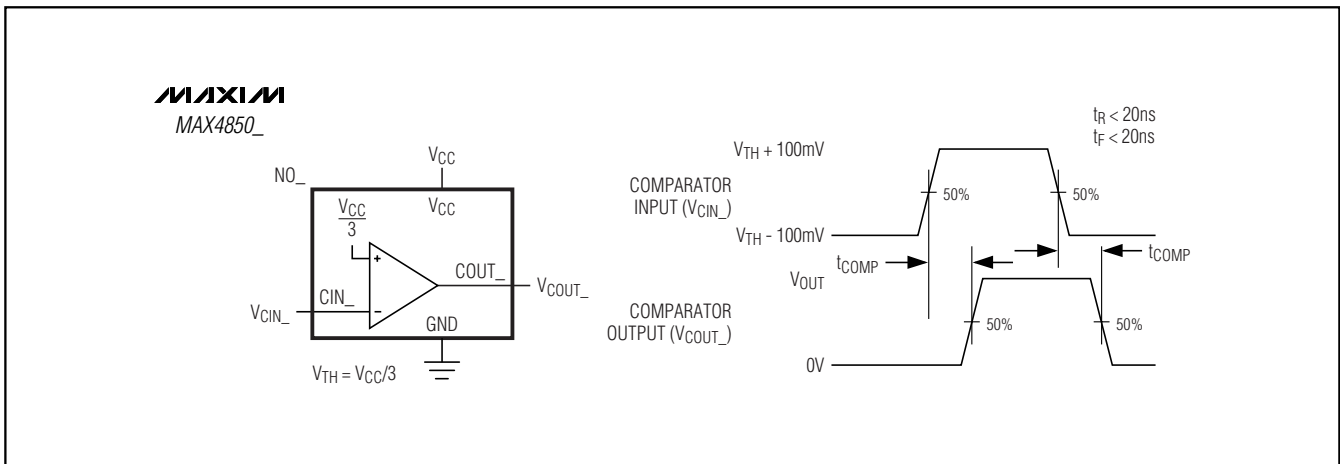 MAXIM
MAX4850_
NO_
VCC
VCC
VCC
3
+
-
CIN_
COUT_
VCIN_
VCOUT_
GND
VTH = VCC/3
tR < 20ns
tF < 20ns
VTH + 100mV
COMPARATOR
INPUT (VCIN_)
50%
50%
VTH - 100mV
tCOMP
tCOMP
VOUT
COMPARATOR
OUTPUT (VCOUT_)
50%
50%
0V